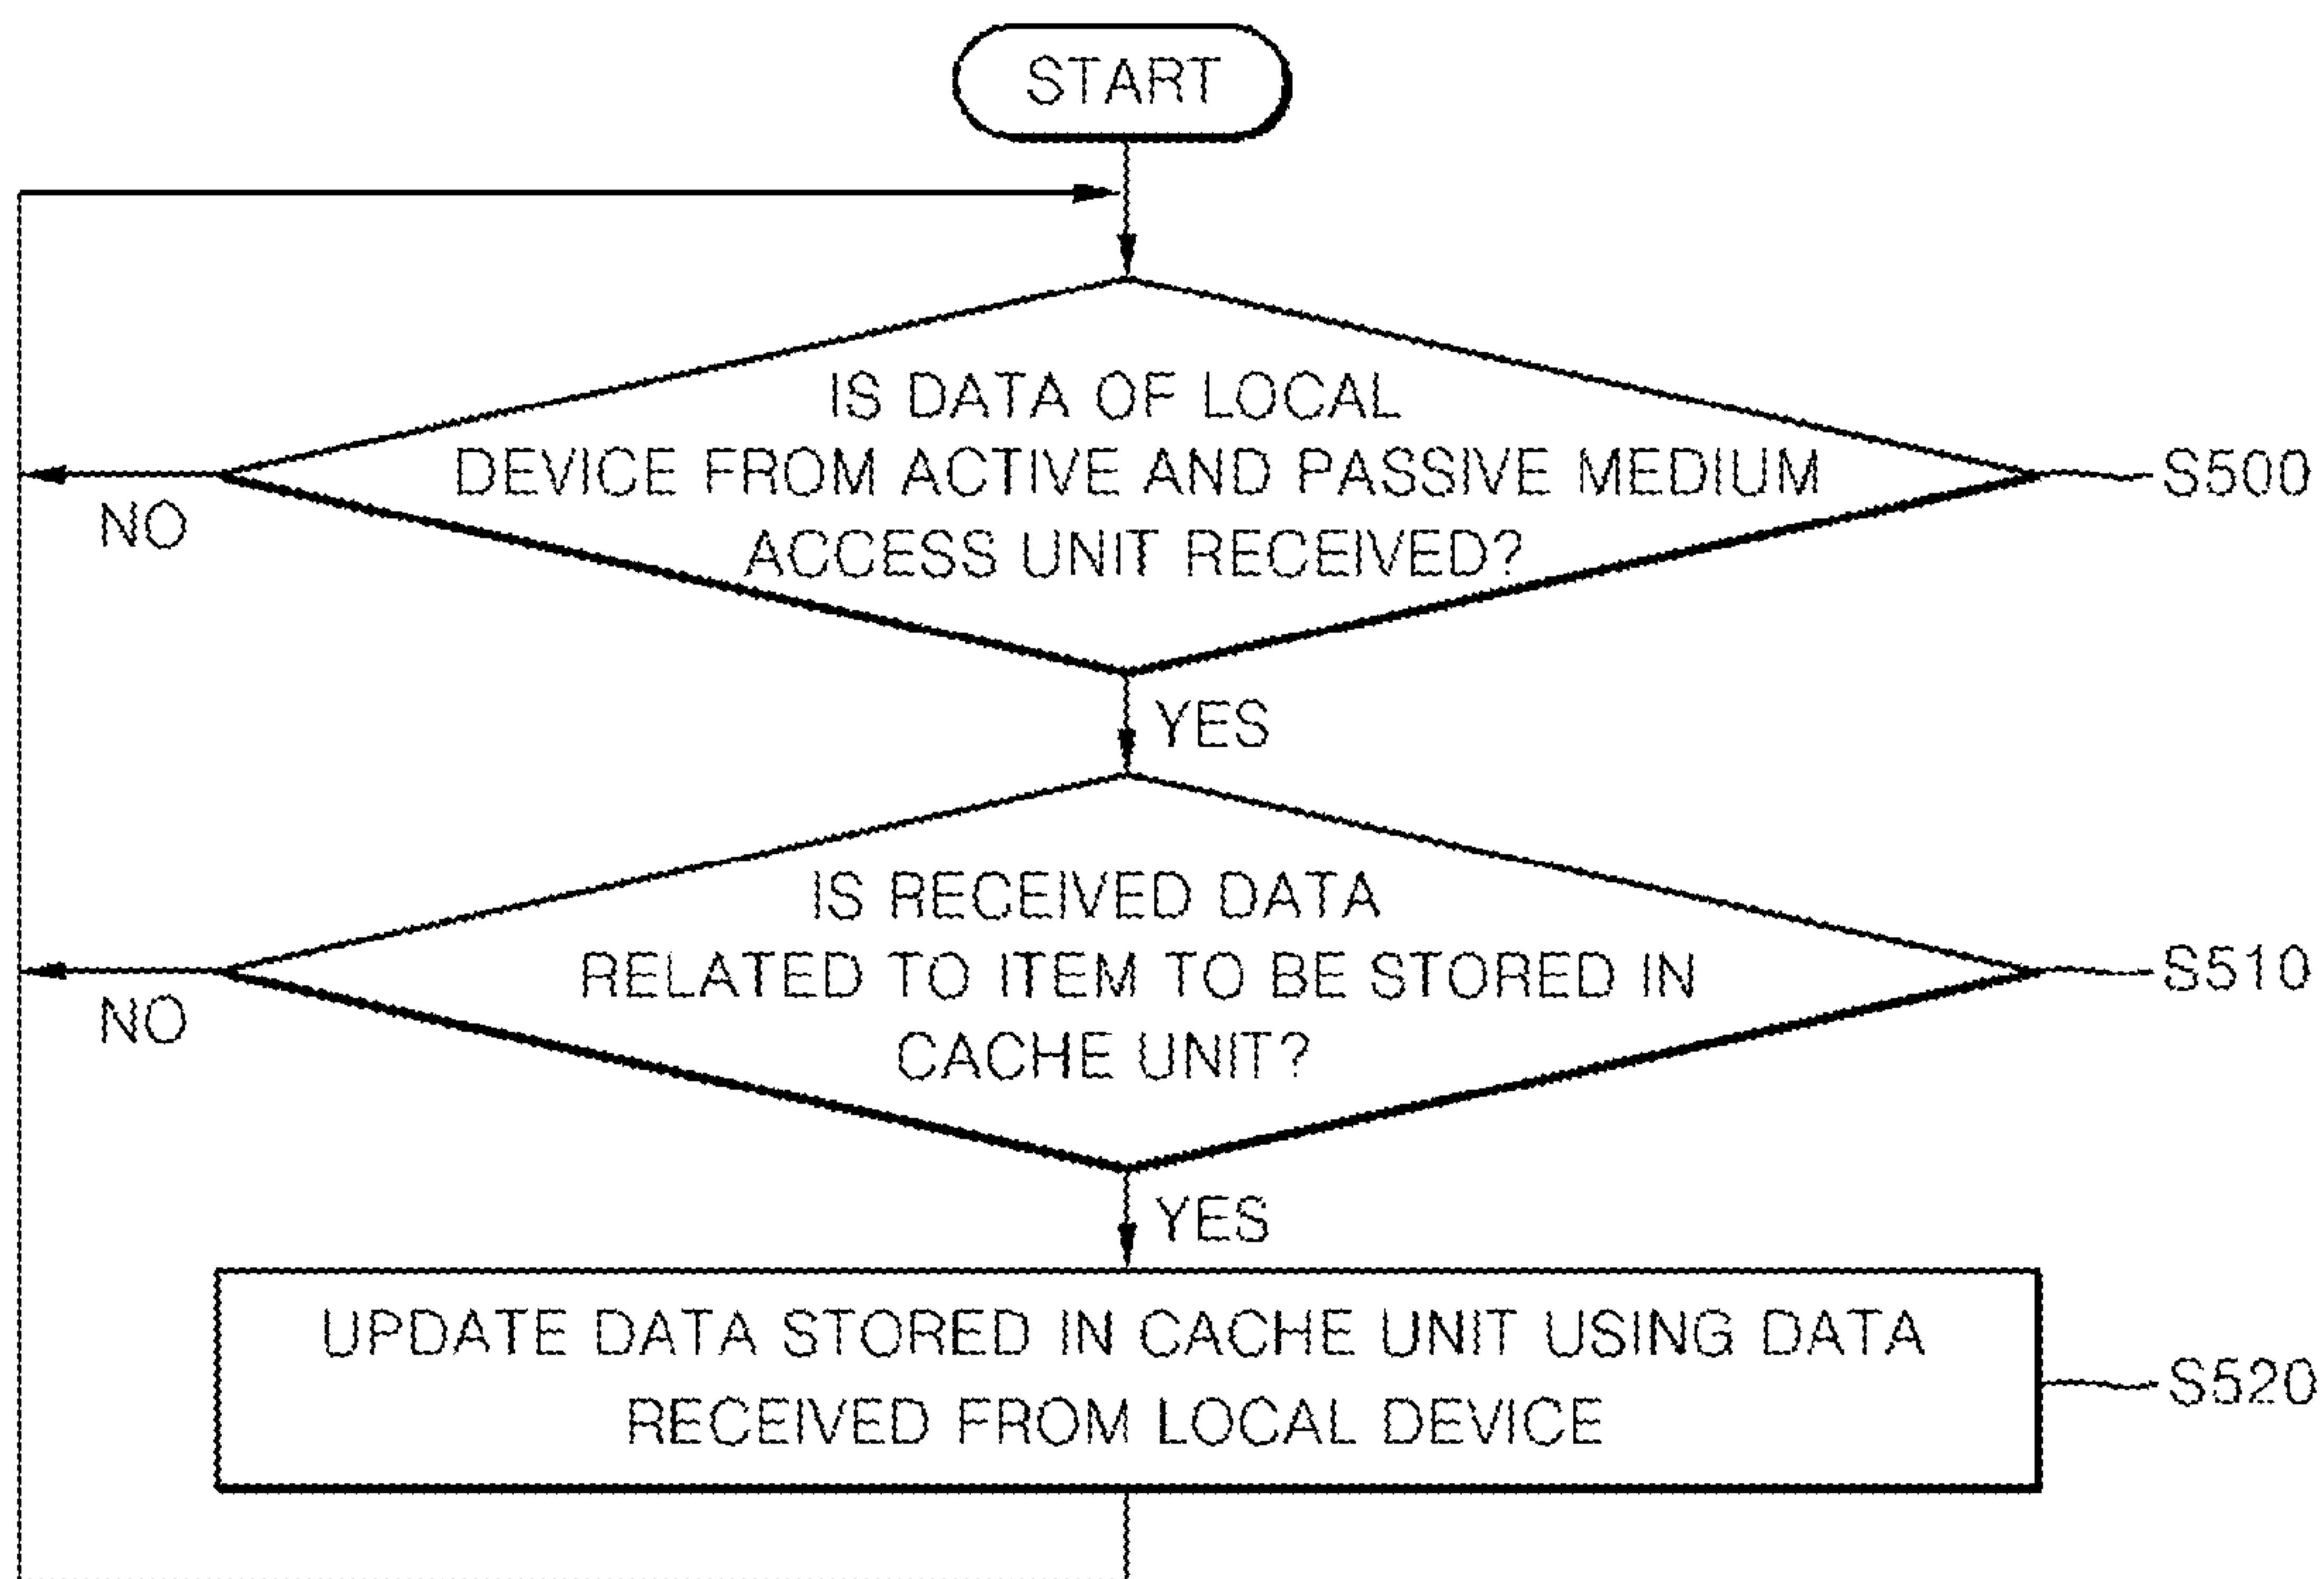 START
IS DATA OF LOCAL
DEVICE FROM ACTIVE AND PASSIVE MEDIUM
ACCESS UNIT RECEIVED?
S500
NO
YES
IS RECEIVED DATA
RELATED TO ITEM TO BE STORED IN
CACHE UNIT?
S510
NO
YES
UPDATE DATA STORED IN CACHE UNIT USING DATA
RECEIVED FROM LOCAL DEVICE
S520